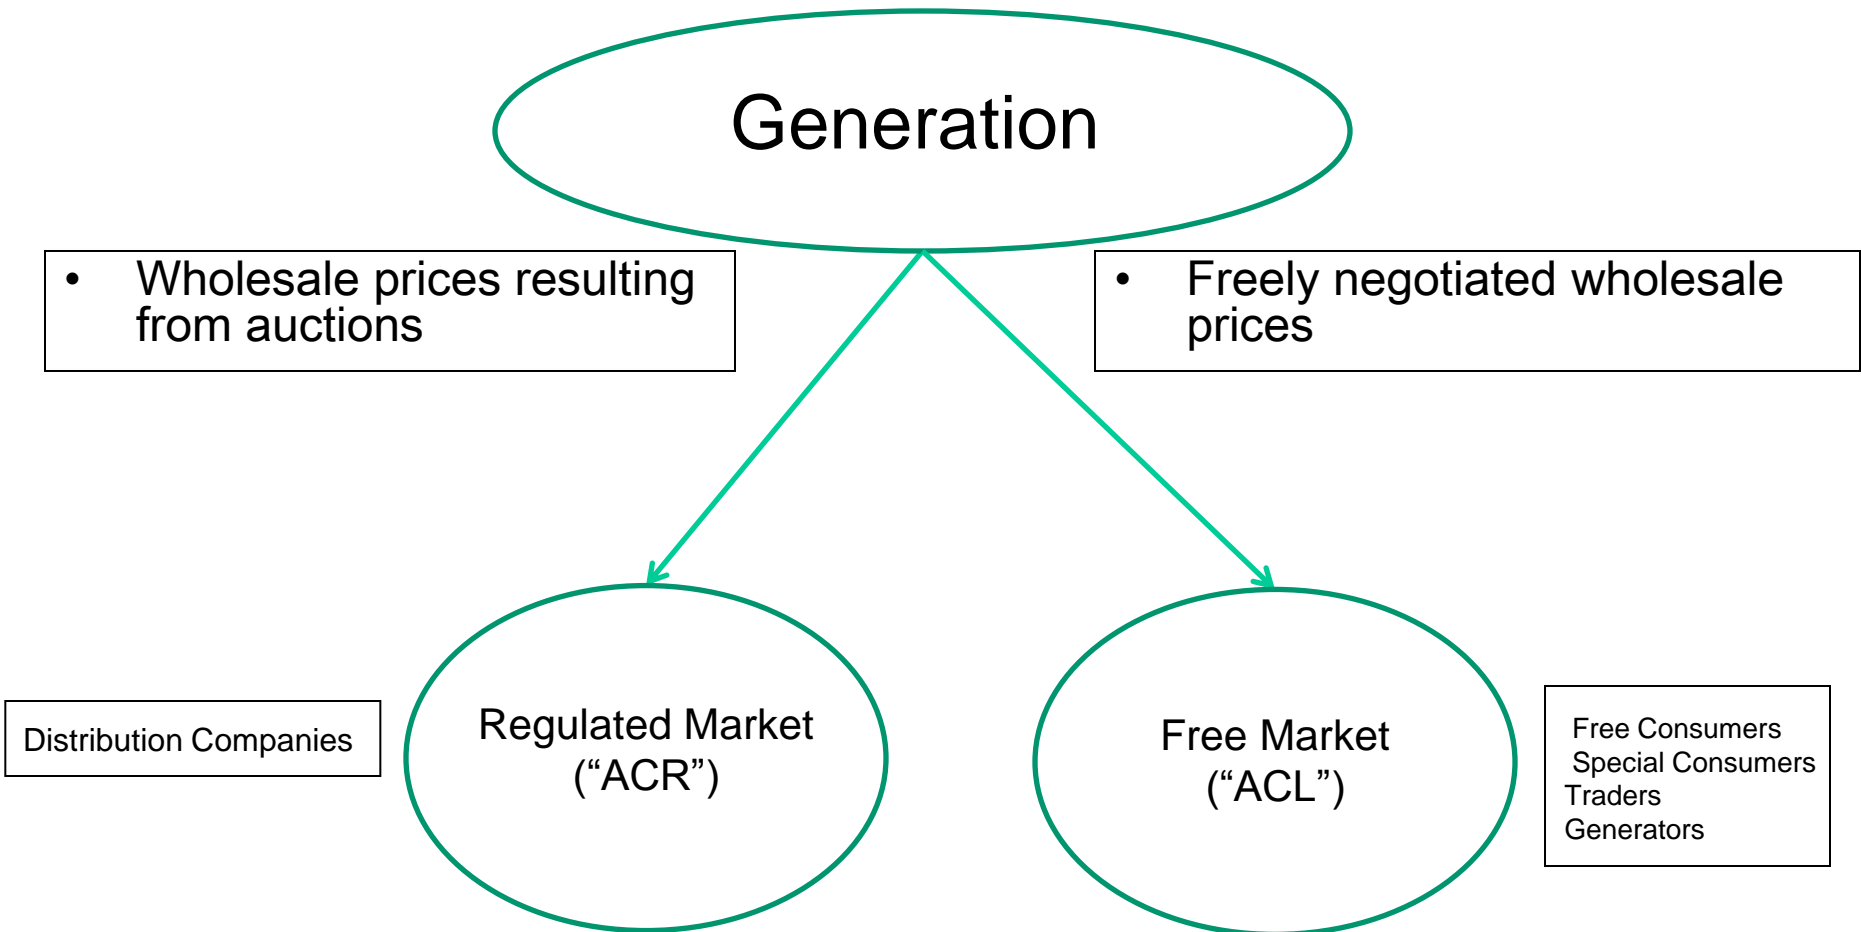 Generation
• Wholesale prices resulting
from auctions
• Freely negotiated wholesale
prices
Distribution Companies
Regulated Market
(“ACR”)
Free Market
(“ACL”)
Free Consumers
Special Consumers
Traders
Generators